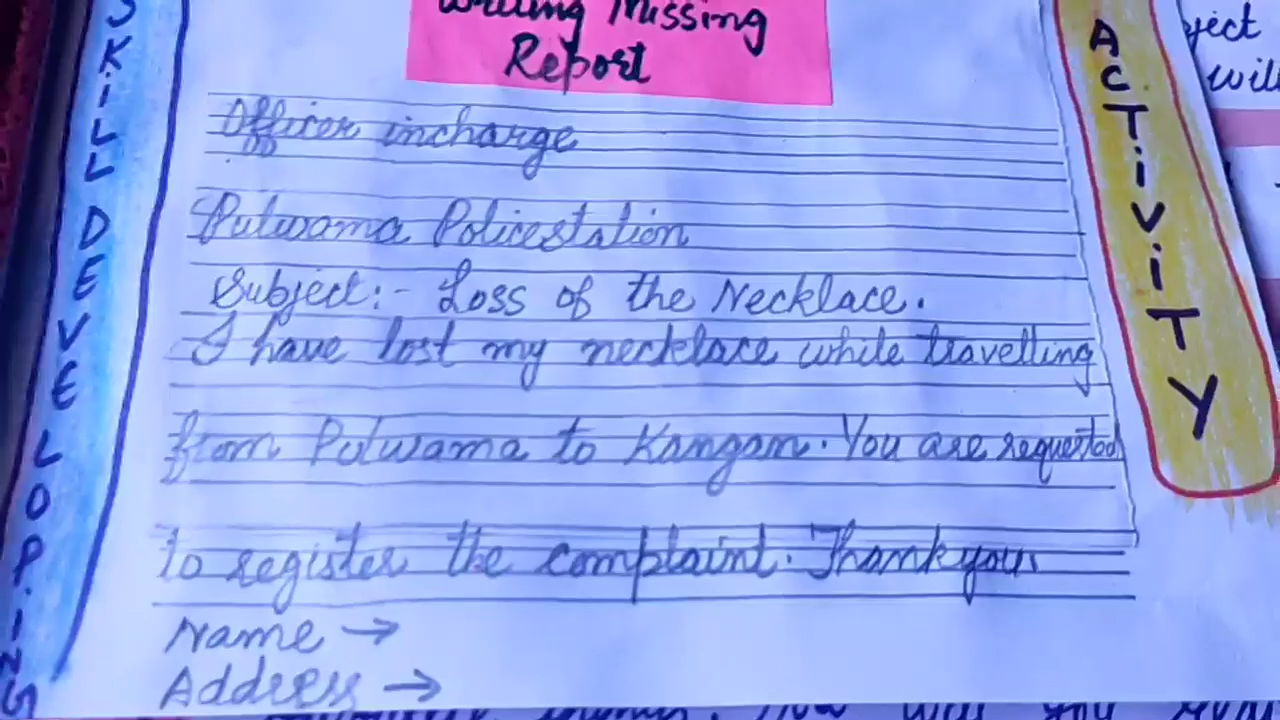 SKILL DEVELOPING
Writing Missing
Report
Officer incharge
Pulwama Policestation
Subject:- Loss of the Necklace.
I have lost my necklace while travelling
from Pulwama to Kangan. You are requested
to register the complaint. Thank you
Name →
Address →
ACTiViTY
will